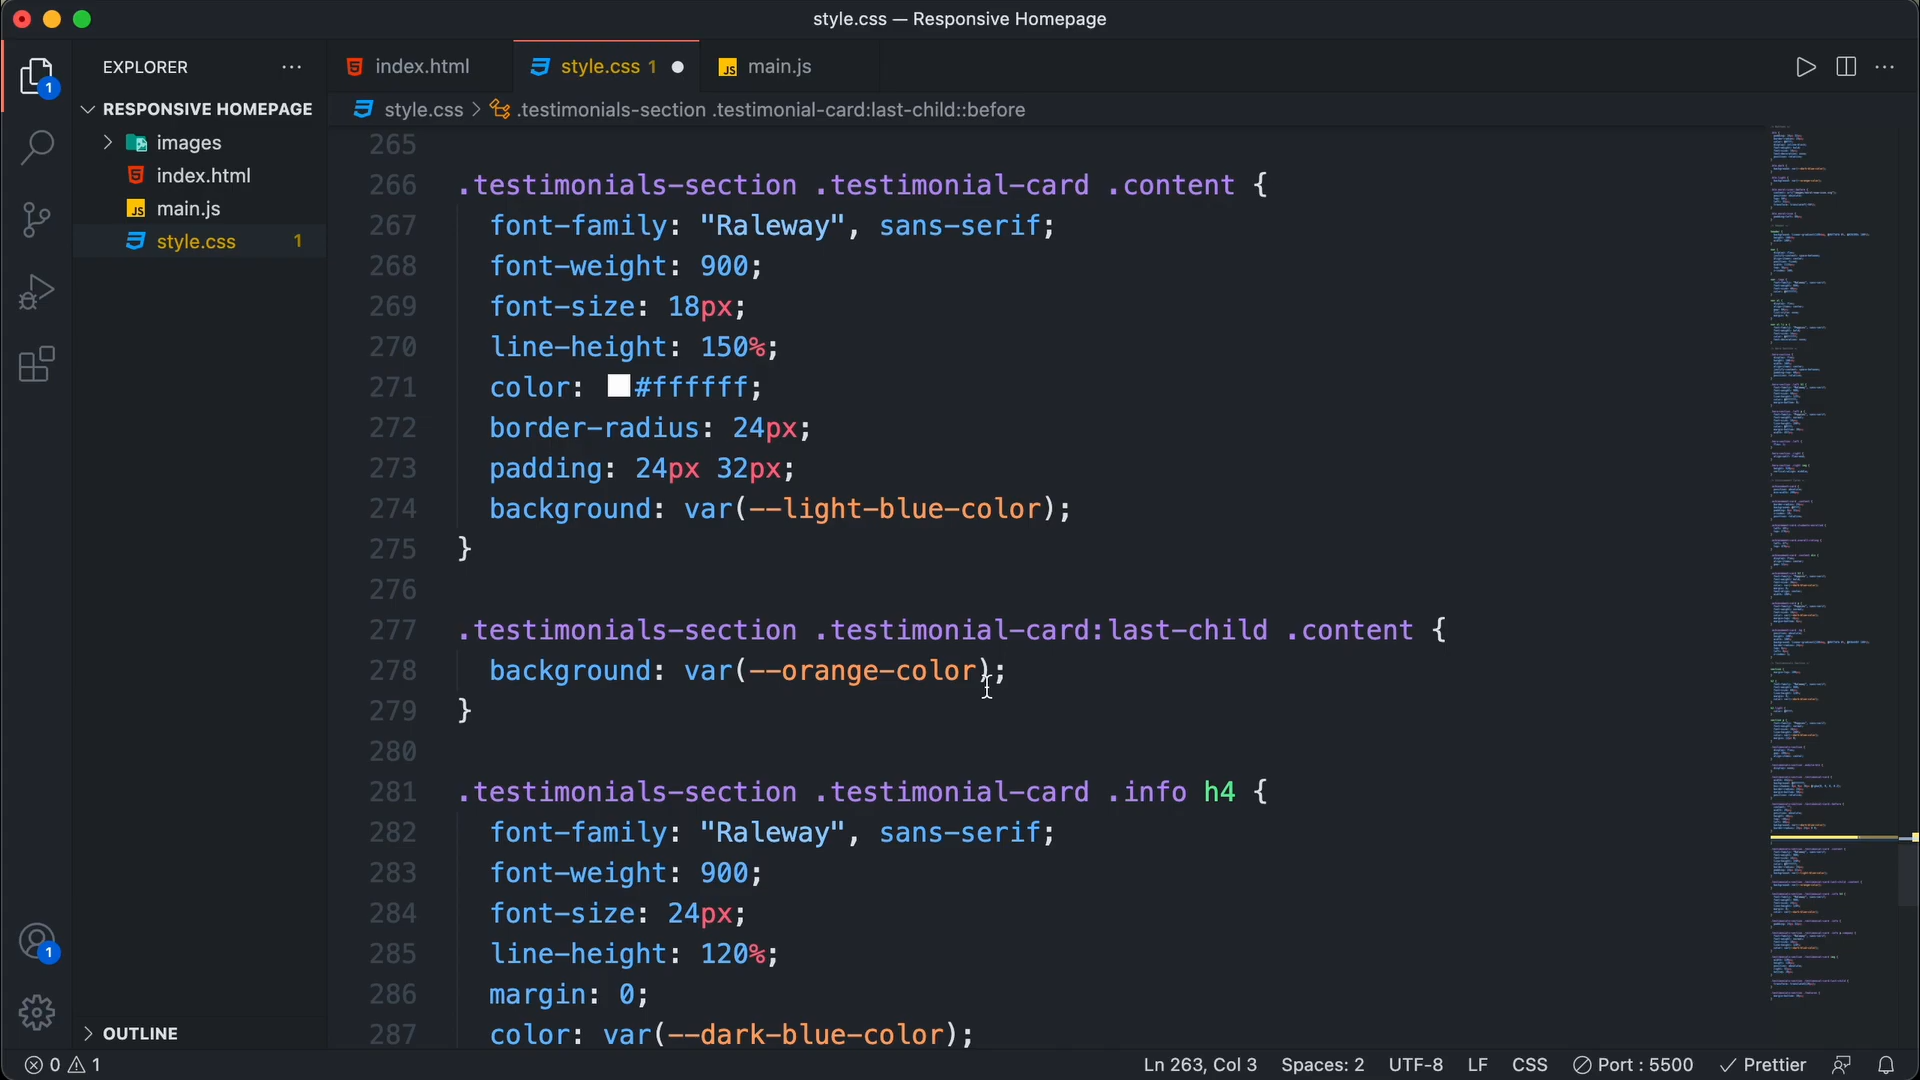 style.css — Responsive Homepage
EXPLORER
index.html
style.css 1
main.js
RESPONSIVE HOMEPAGE
style.css > .testimonials-section .testimonial-card:last-child::before
images
index.html
main.js
style.css 1
1
265
266 .testimonials-section .testimonial-card .content {
267 font-family: "Raleway", sans-serif;
268 font-weight: 900;
269 font-size: 18px;
270 line-height: 150%;
271 color: #ffffff;
272 border-radius: 24px;
273 padding: 24px 32px;
274 background: var(--light-blue-color);
275 }
276
277 .testimonials-section .testimonial-card:last-child .content {
278 background: var(--orange-color);
279 }
280
281 .testimonials-section .testimonial-card .info h4 {
282 font-family: "Raleway", sans-serif;
283 font-weight: 900;
284 font-size: 24px;
285 line-height: 120%;
286 margin: 0;
287 color: var(--dark-blue-color);
1
OUTLINE
0 1
Ln 263, Col 3
Spaces: 2
UTF-8
LF
CSS
Port : 5500
Prettier